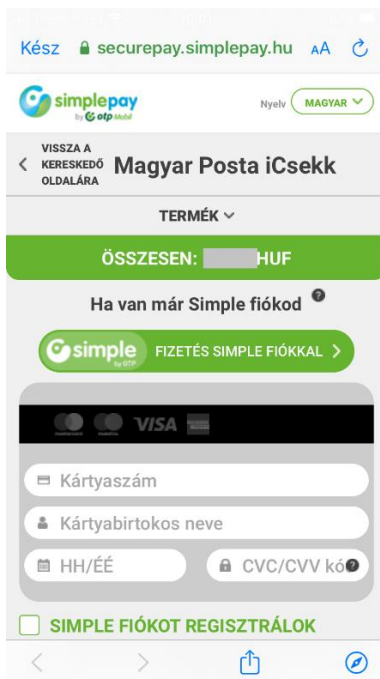 Kész securepay.simplepay.hu AA
simplepay
by otp Mobil
Nyelv MAGYAR
VISSZA A
KERESKEDŐ
OLDALÁRA
Magyar Posta iCsekk
TERMÉK
ÖSSZESEN: HUF
Ha van már Simple fiókod ?
simple
by OTP
FIZETÉS SIMPLE FIÓKKAL
VISA
Kártyaszám
Kártyabirtokos neve
HH/ÉÉ
CVC/CVV kó ?
SIMPLE FIÓKOT REGISZTRÁLOK